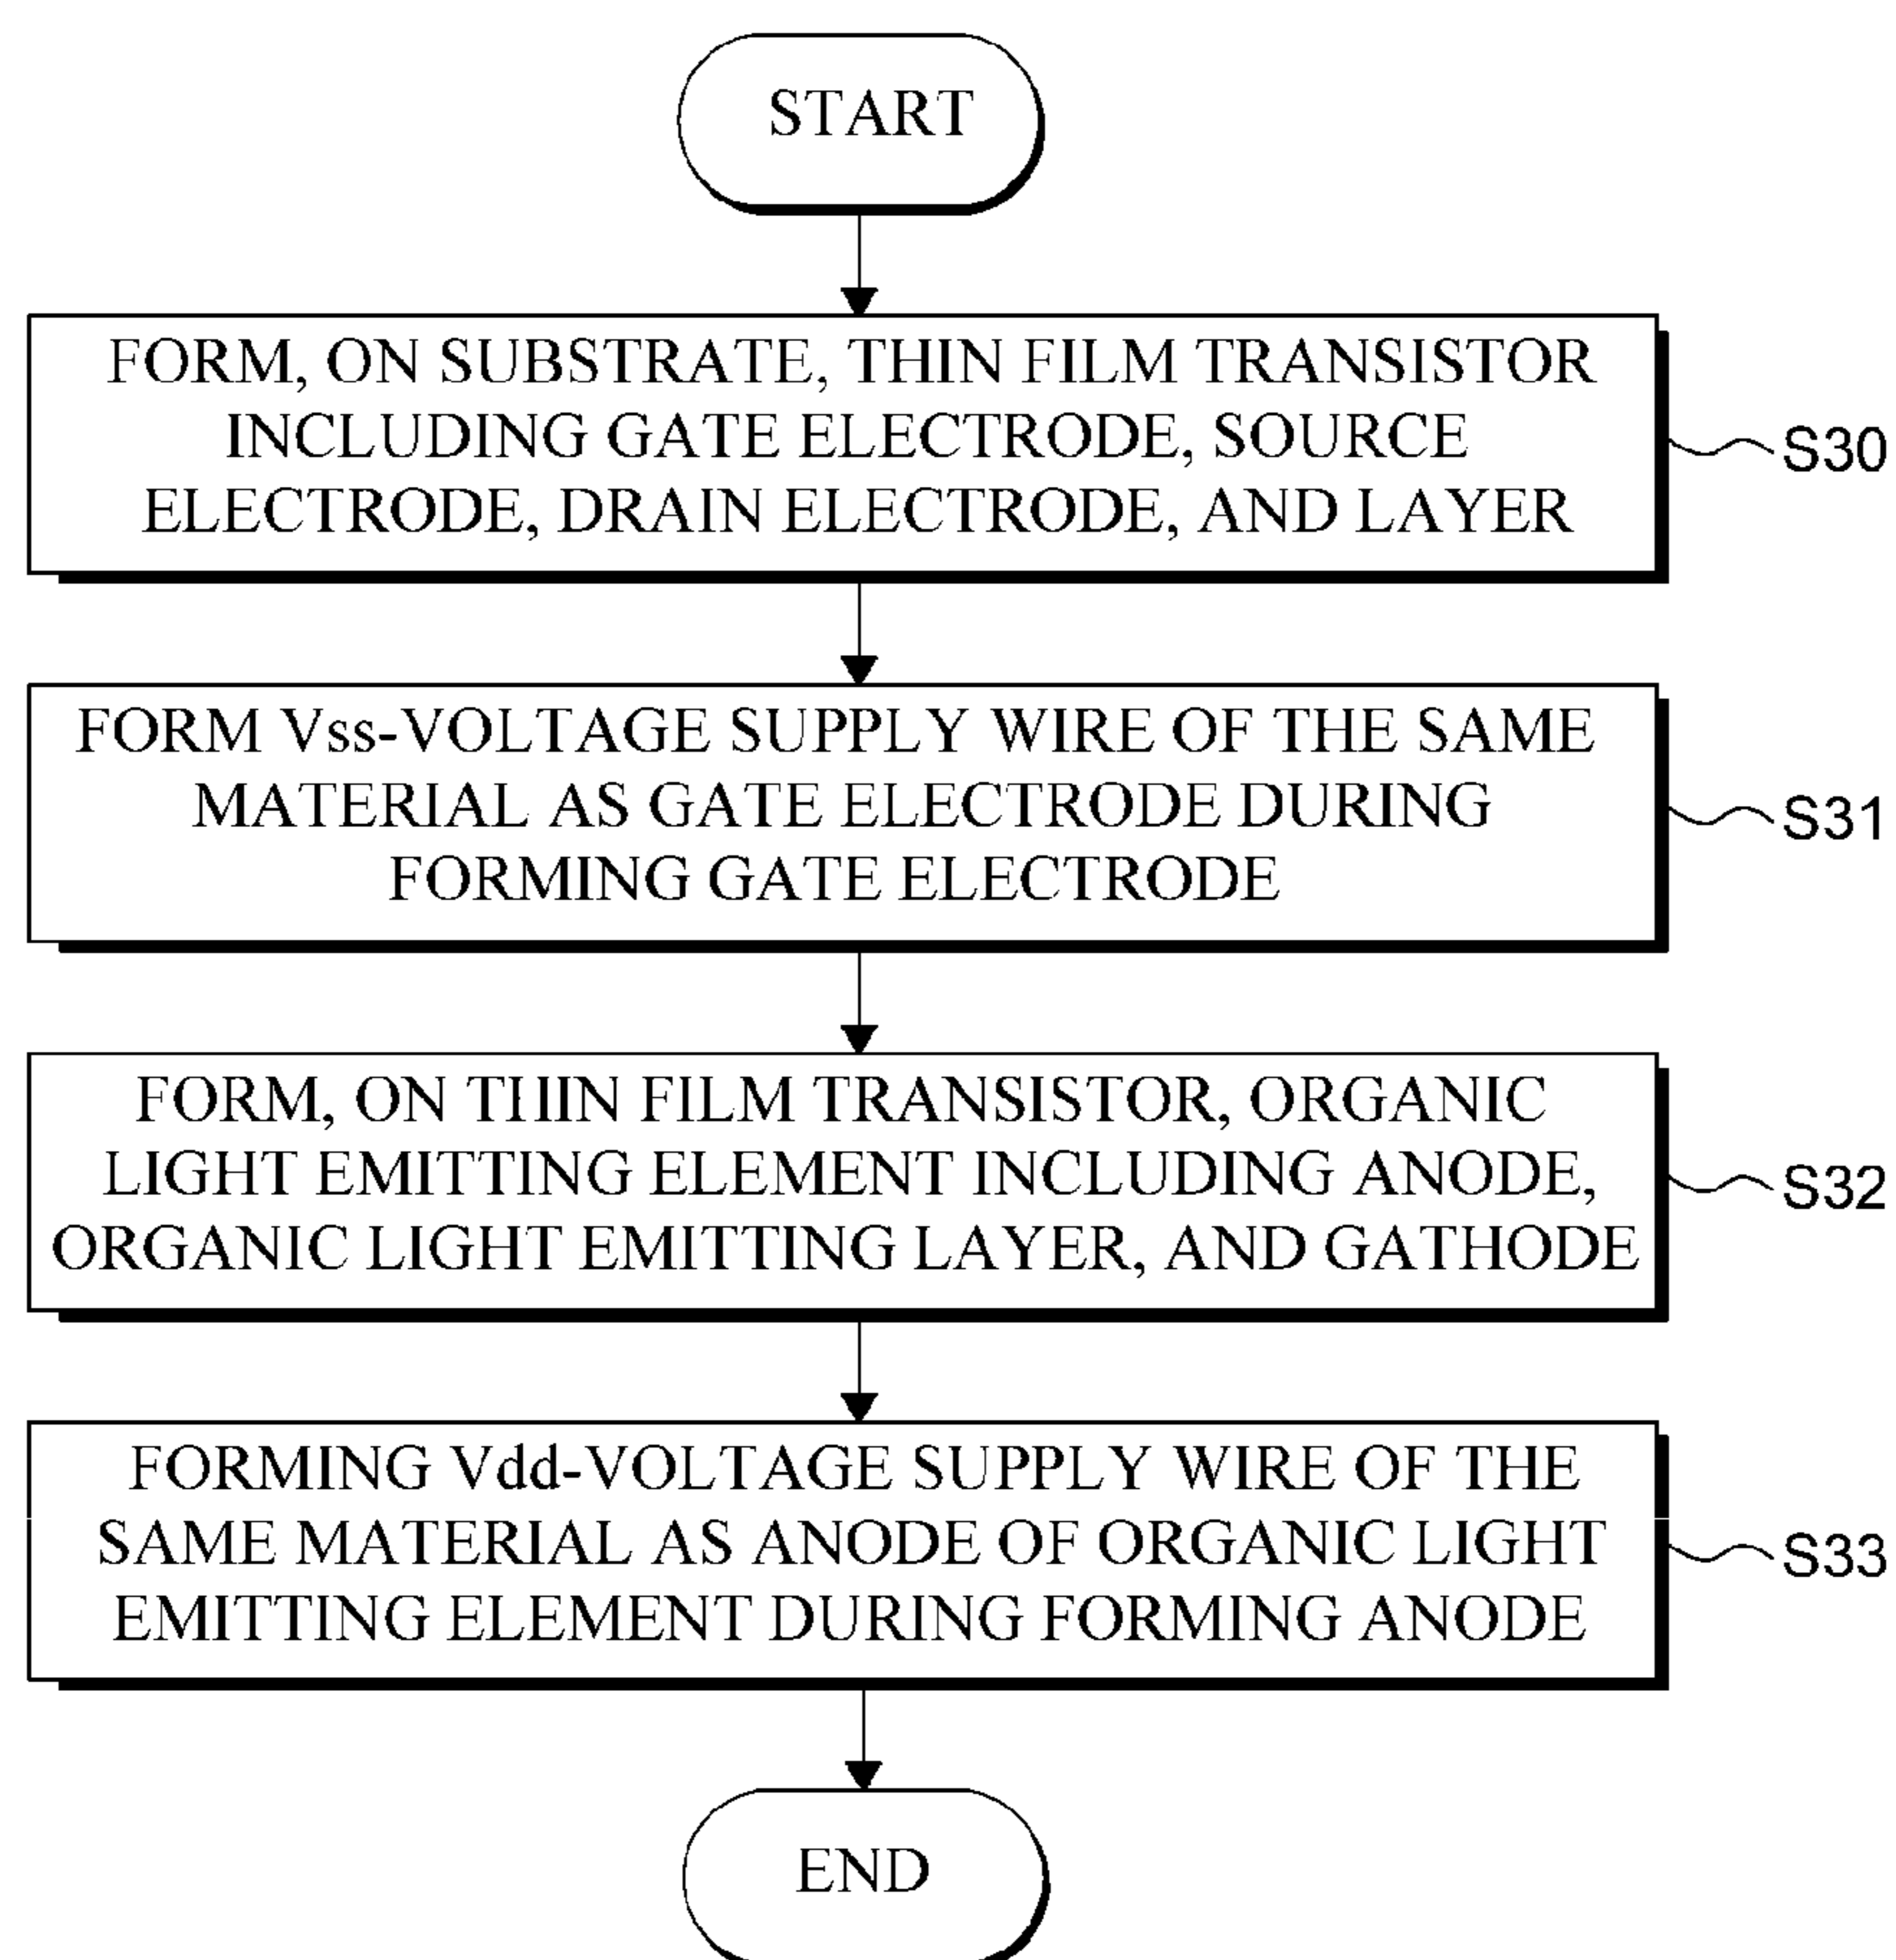 START
FORM, ON SUBSTRATE, THIN FILM TRANSISTOR
INCLUDING GATE ELECTRODE, SOURCE
ELECTRODE, DRAIN ELECTRODE, AND LAYER
S30
FORM Vss-VOLTAGE SUPPLY WIRE OF THE SAME
MATERIAL AS GATE ELECTRODE DURING
FORMING GATE ELECTRODE
S31
FORM, ON THIN FILM TRANSISTOR, ORGANIC
LIGHT EMITTING ELEMENT INCLUDING ANODE,
ORGANIC LIGHT EMITTING LAYER, AND GATHODE
S32
FORMING Vdd-VOLTAGE SUPPLY WIRE OF THE
SAME MATERIAL AS ANODE OF ORGANIC LIGHT
EMITTING ELEMENT DURING FORMING ANODE
S33
END